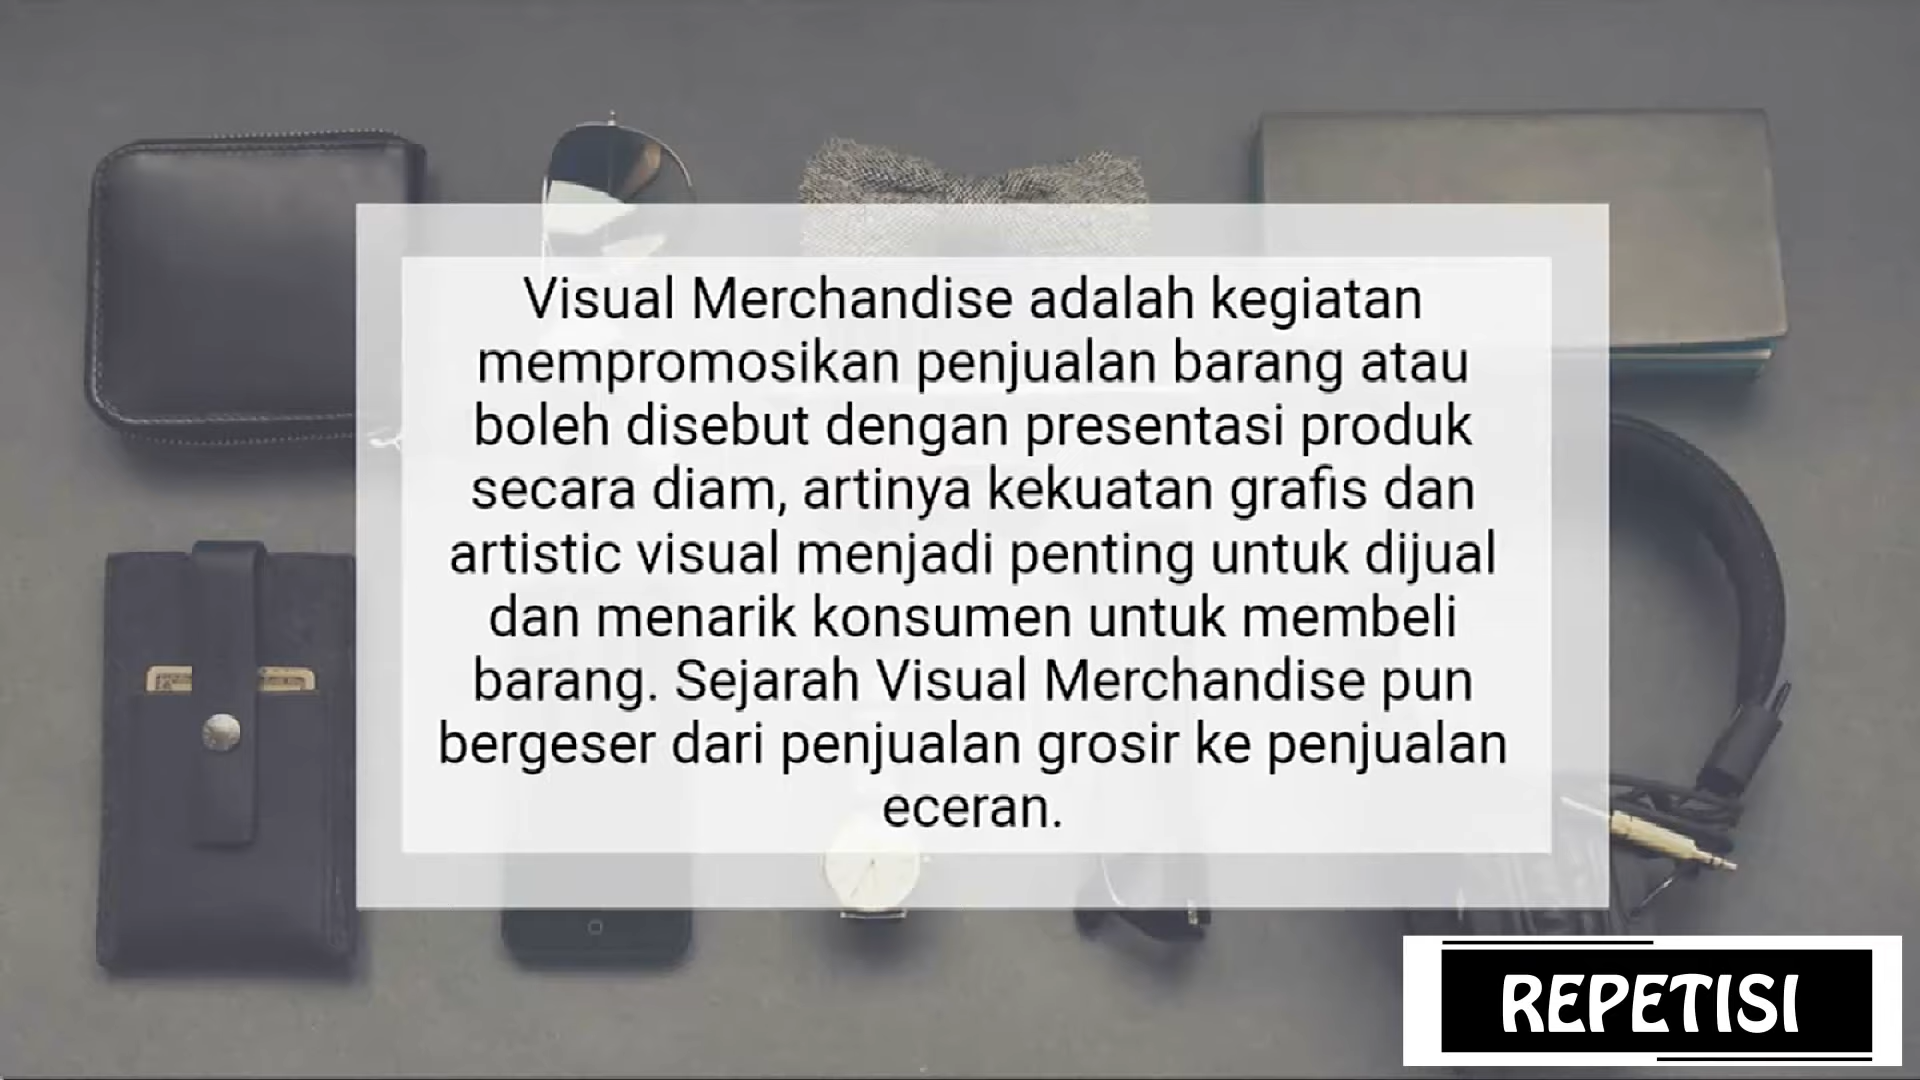 Visual Merchandise adalah kegiatan
mempromosikan penjualan barang atau
boleh disebut dengan presentasi produk
secara diam, artinya kekuatan grafis dan
artistic visual menjadi penting untuk dijual
dan menarik konsumen untuk membeli
barang. Sejarah Visual Merchandise pun
bergeser dari penjualan grosir ke penjualan
eceran.
REPETISI